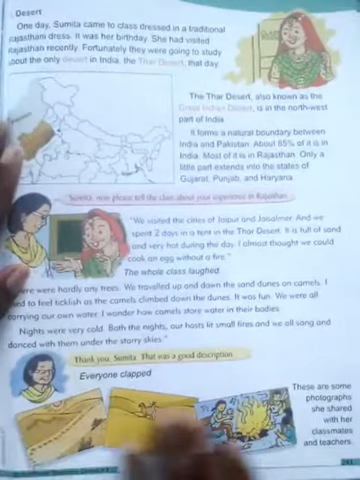 Desert
One day, Sumita came to class dressed in a traditional
Rajasthani dress. It was her birthday. She had visited
Rajasthan recently. Fortunately they were going to study
about the only desert in India, the Thar Desert, that day.
The Thar Desert, also known as the
Great Indian Desert, is in the north-west
part of India.
It forms a natural boundary between
India and Pakistan. About 85% of it is in
India. Most of it is in Rajasthan. Only a
little part extends into the states of
Gujarat, Punjab, and Haryana.
Sumita, now please tell the class about your experience in Rajasthan.
"We visited the cities of Jaipur and Jaisalmer. And we
spent 2 days in a tent in the Thar Desert. It is full of sand
and very hot during the day. I almost thought we could
cook an egg without a fire."
The whole class laughed.
were hardly any trees. We travelled up and down the sand dunes on camels. I
to feel ticklish as the camels climbed down the dunes. It was fun. We were all
carrying our own water. I wonder how camels store water in their bodies.
Nights were very cold. Both the nights, our hosts lit small fires and we all sang and
danced with them under the starry skies."
Thank you, Sumita. That was a good description.
Everyone clapped.
These are some
photographs
she shared
with her
classmates
and teachers.